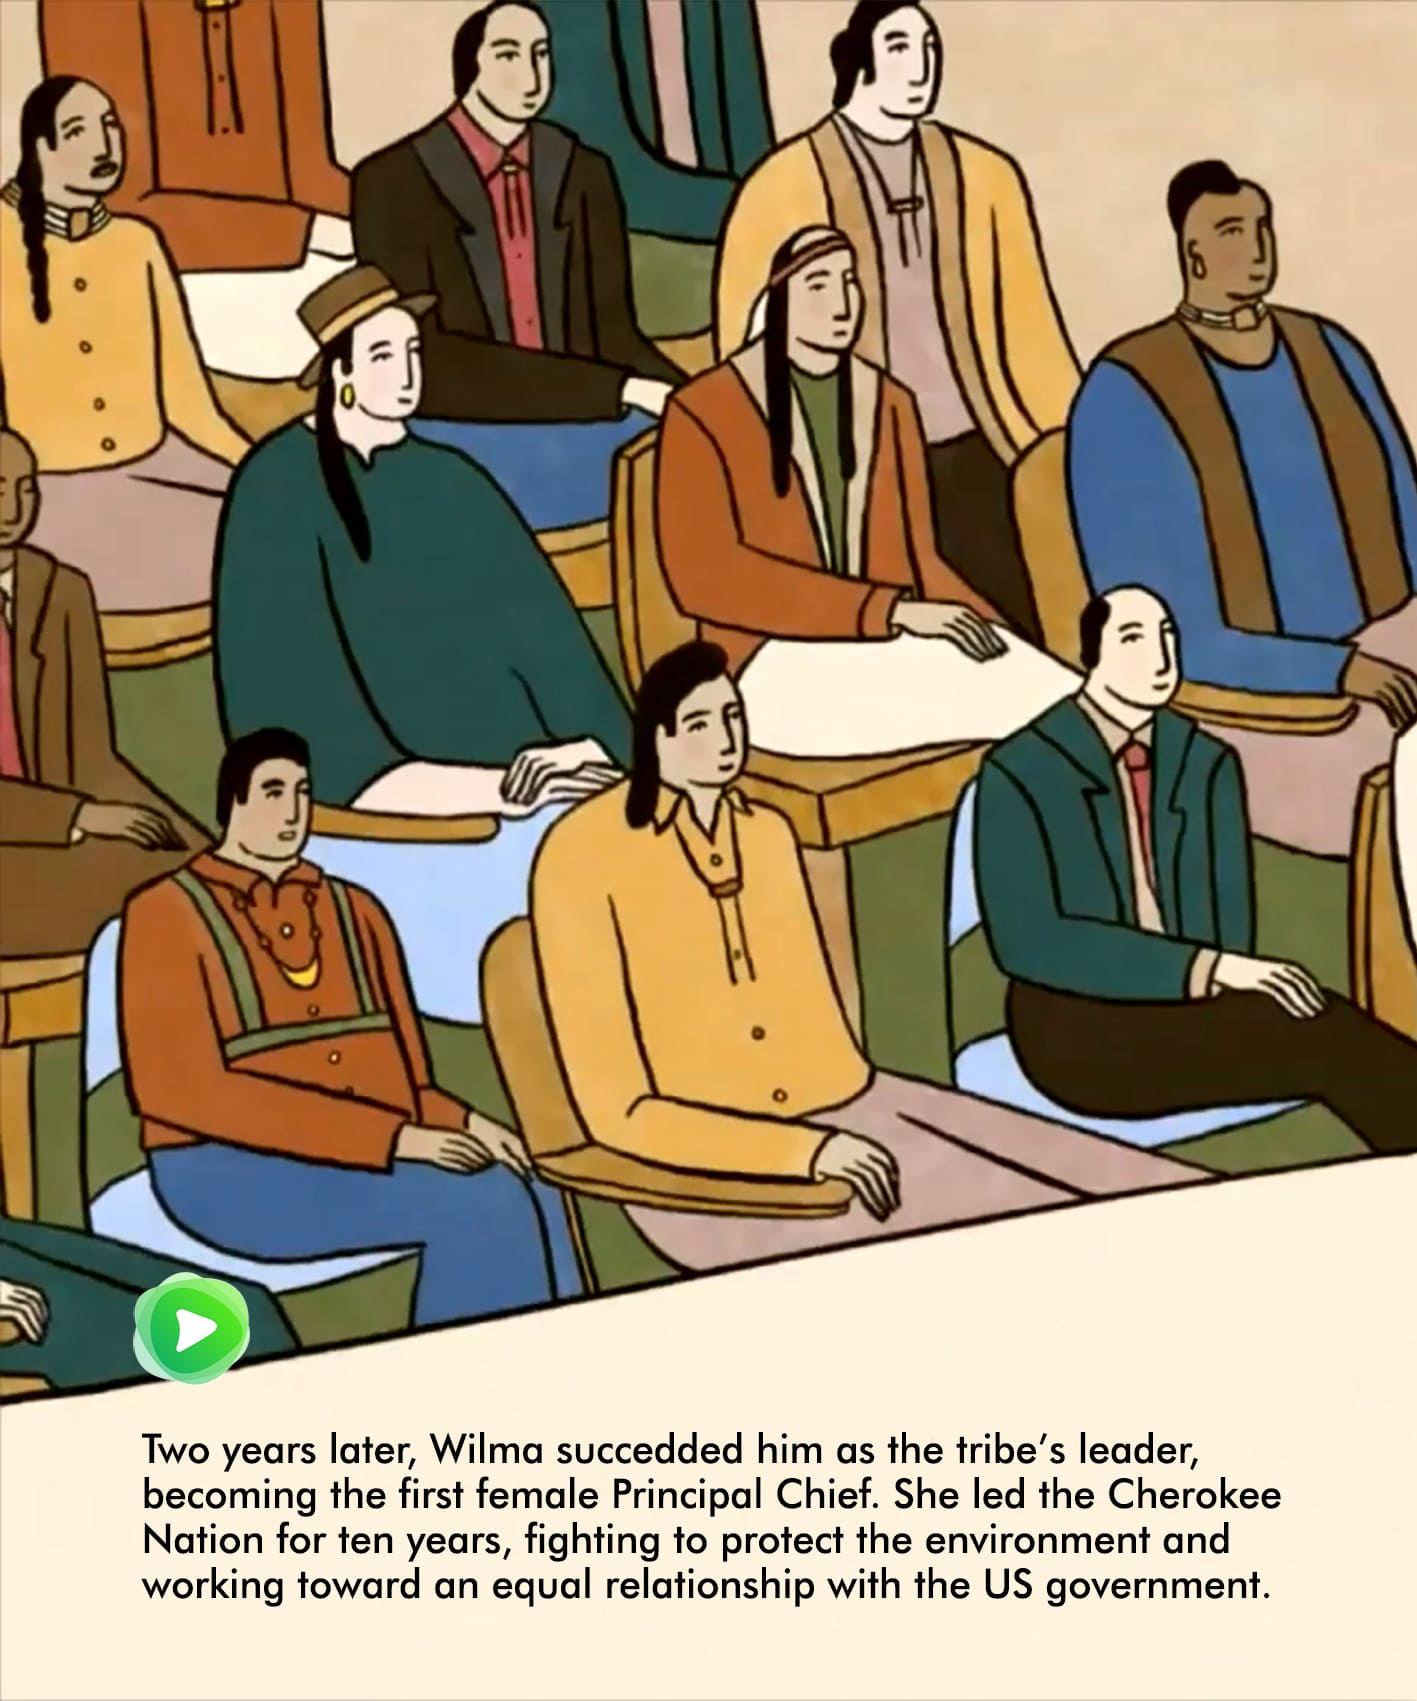 Two years later, Wilma succedded him as the tribe’s leader,
becoming the first female Principal Chief. She led the Cherokee
Nation for ten years, fighting to protect the environment and
working toward an equal relationship with the US government.